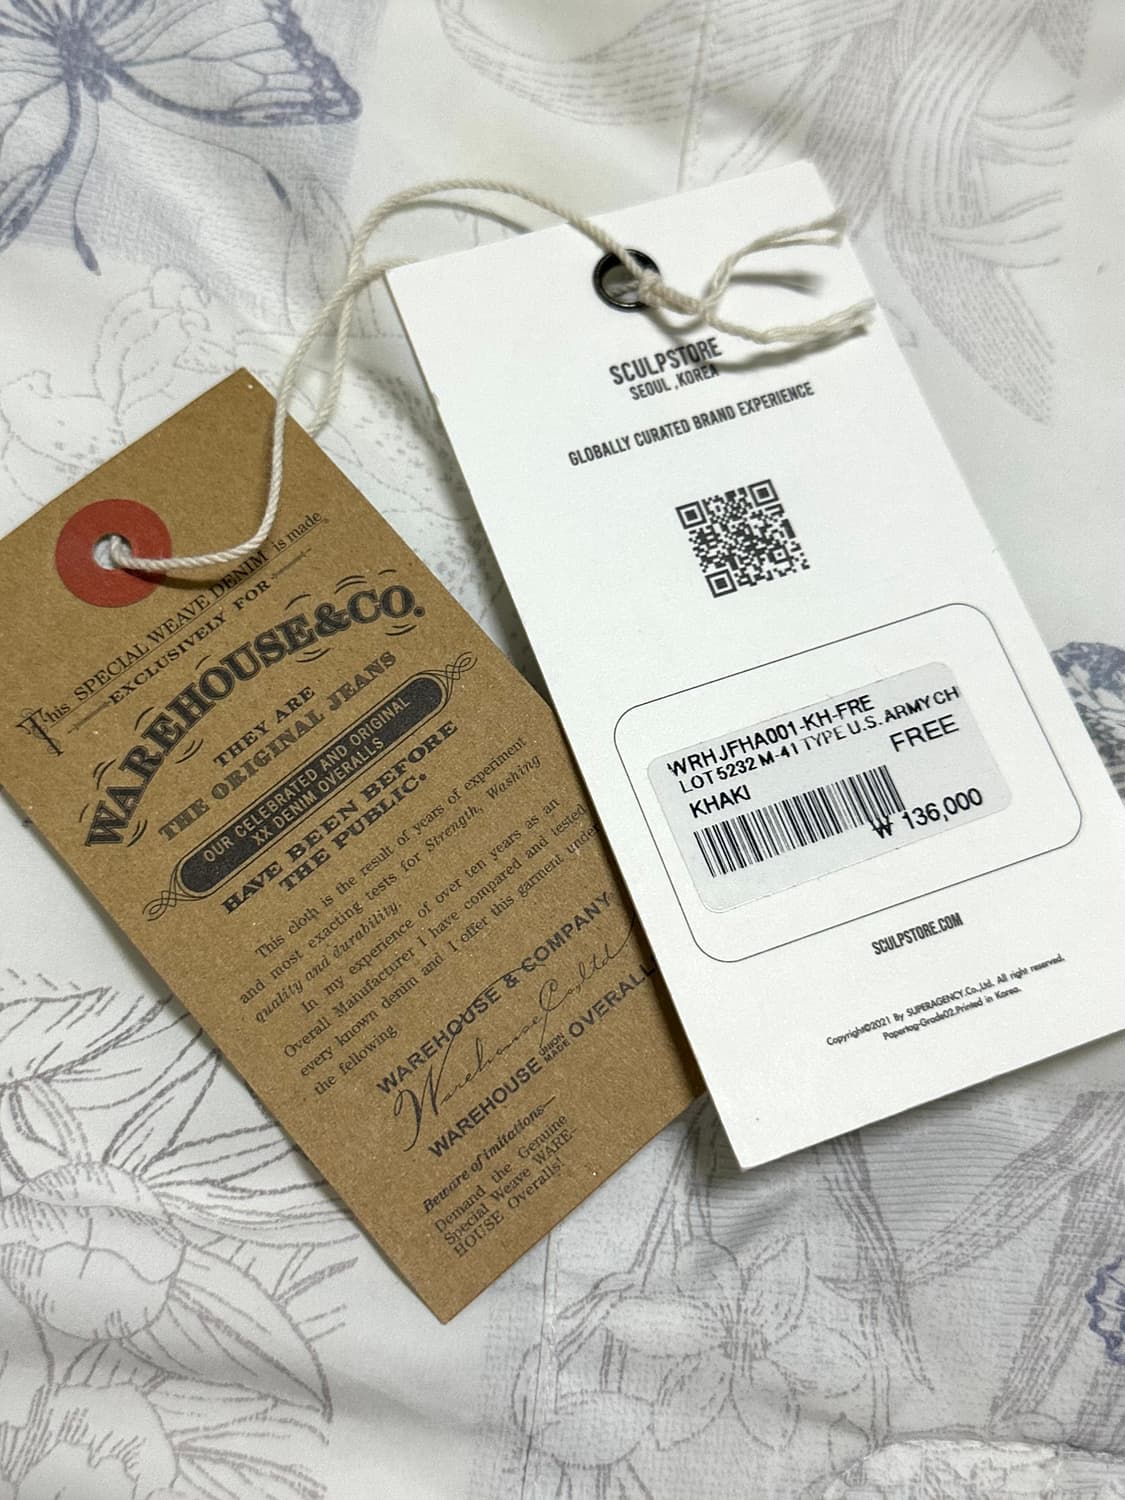 This SPECIAL WEAVE DENIM is made
EXCLUSIVELY FOR
WAREHOUSE&CO.
THEY ARE
THE ORIGINAL JEANS
OUR CELEBRATED AND ORIGINAL
XX DENIM OVERALLS
HAVE BEEN BEFORE
THE PUBLIC.
This cloth is the result of years of experiment
and most exacting tests for Strength, Washing
quality and durability.
In my experience of over ten years as an
Overall Manufacturer I have compared and tested
every known denim and I offer this garment under
the fellowing
WAREHOUSE & COMPANY
Warehouse Co,ltd
WAREHOUSE UNION MADE OVERALL
Beware of imitations—
Demand the Genuine
Special Weave WARE-
HOUSE Overalls!
SCULPSTORE
SEOUL ,KOREA
GLOBALLY CURATED BRAND EXPERIENCE
WRHJFHA001-KH-FRE
LOT 5232 M-41 TYPE U.S. ARMY CH
FREE
KHAKI
₩ 136,000
SCULPSTORE.COM
Copyright©2021 By SUPERAGENCY.Co.,Ltd. All right reserved.
Papertag-Grade02.Printed in Korea.